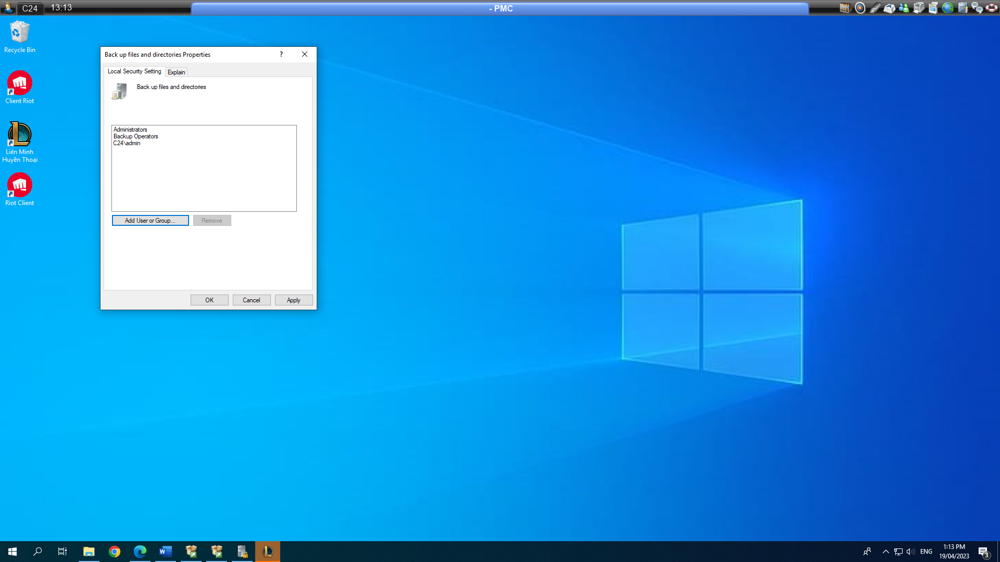 C24
13:13
- PMC
Recycle Bin
Client Riot
Liên Minh
Huyền Thoại
Riot Client
Back up files and directories Properties
?
Local Security Setting
Explain
Back up files and directories
Administrators
Backup Operators
C24\admin
Add User or Group...
Remove
OK
Cancel
Apply
ENG
1:13 PM
19/04/2023
3